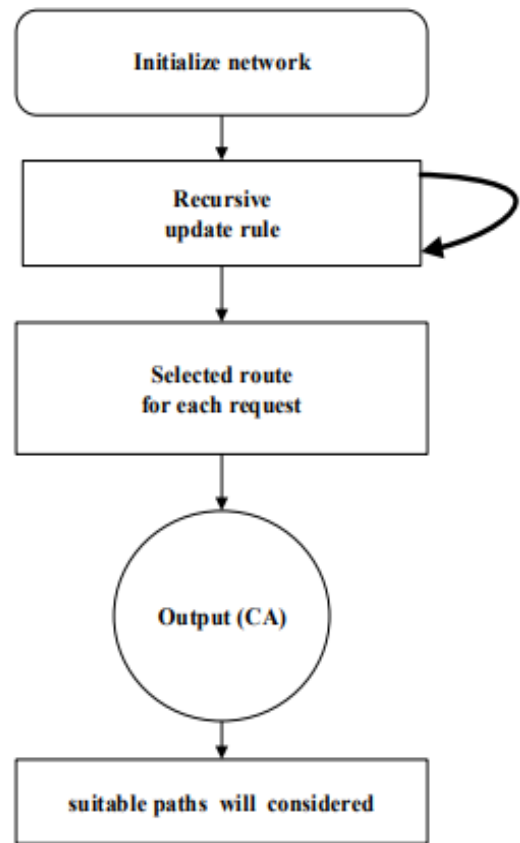 Initialize network
Recursive
update rule
Selected route
for each request
Output (CA)
suitable paths will considered